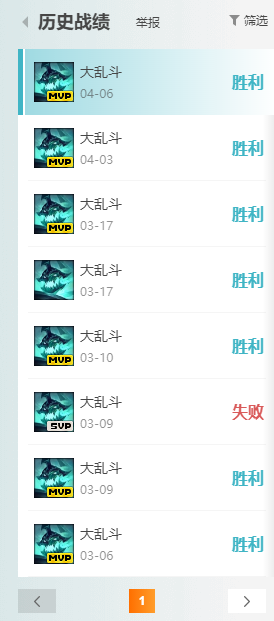 历史战绩 举报 筛选
MVP 大乱斗 胜利
04-06
MVP 大乱斗 胜利
04-03
MVP 大乱斗 胜利
03-17
大乱斗 胜利
03-17
MVP 大乱斗 胜利
03-10
SVP 大乱斗 失败
03-09
MVP 大乱斗 胜利
03-09
MVP 大乱斗 胜利
03-06
1